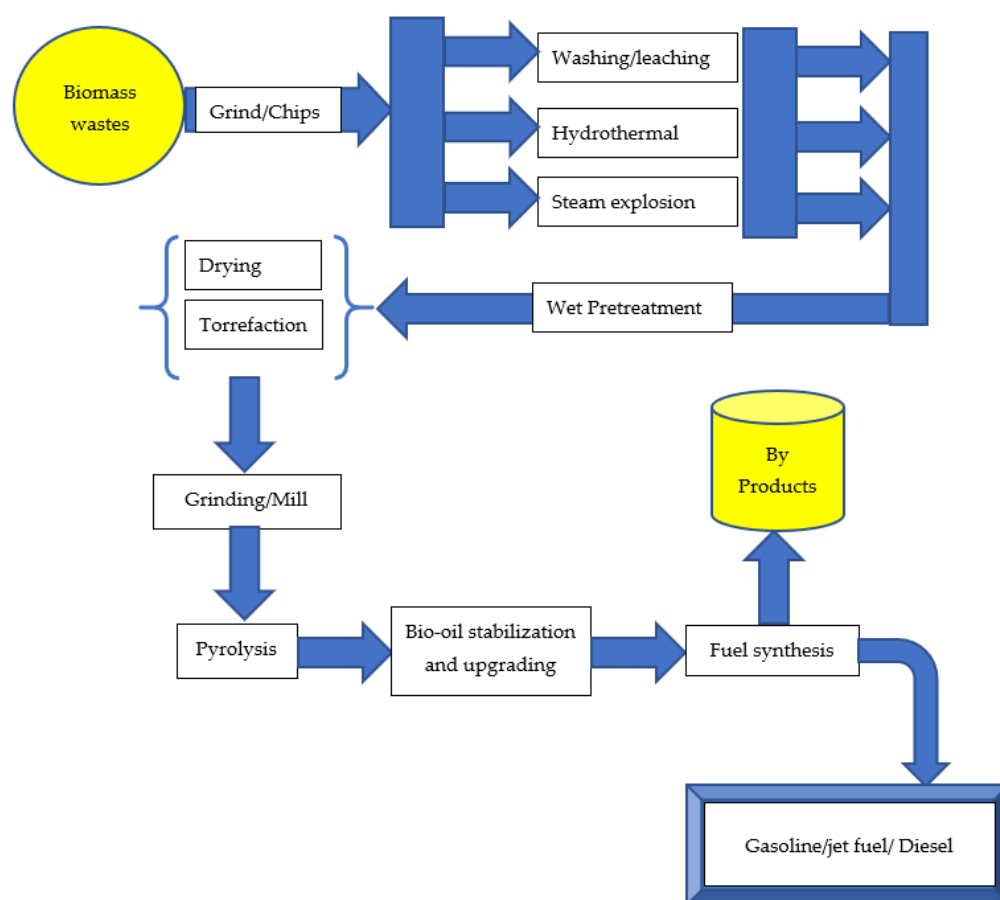 Biomass
wastes
Grind/Chips
Washing/leaching
Hydrothermal
Steam explosion
Drying
Torrefaction
Wet Pretreatment
By
Products
Grinding/Mill
Pyrolysis
Bio-oil stabilization
and upgrading
Fuel synthesis
Gasoline/jet fuel/ Diesel